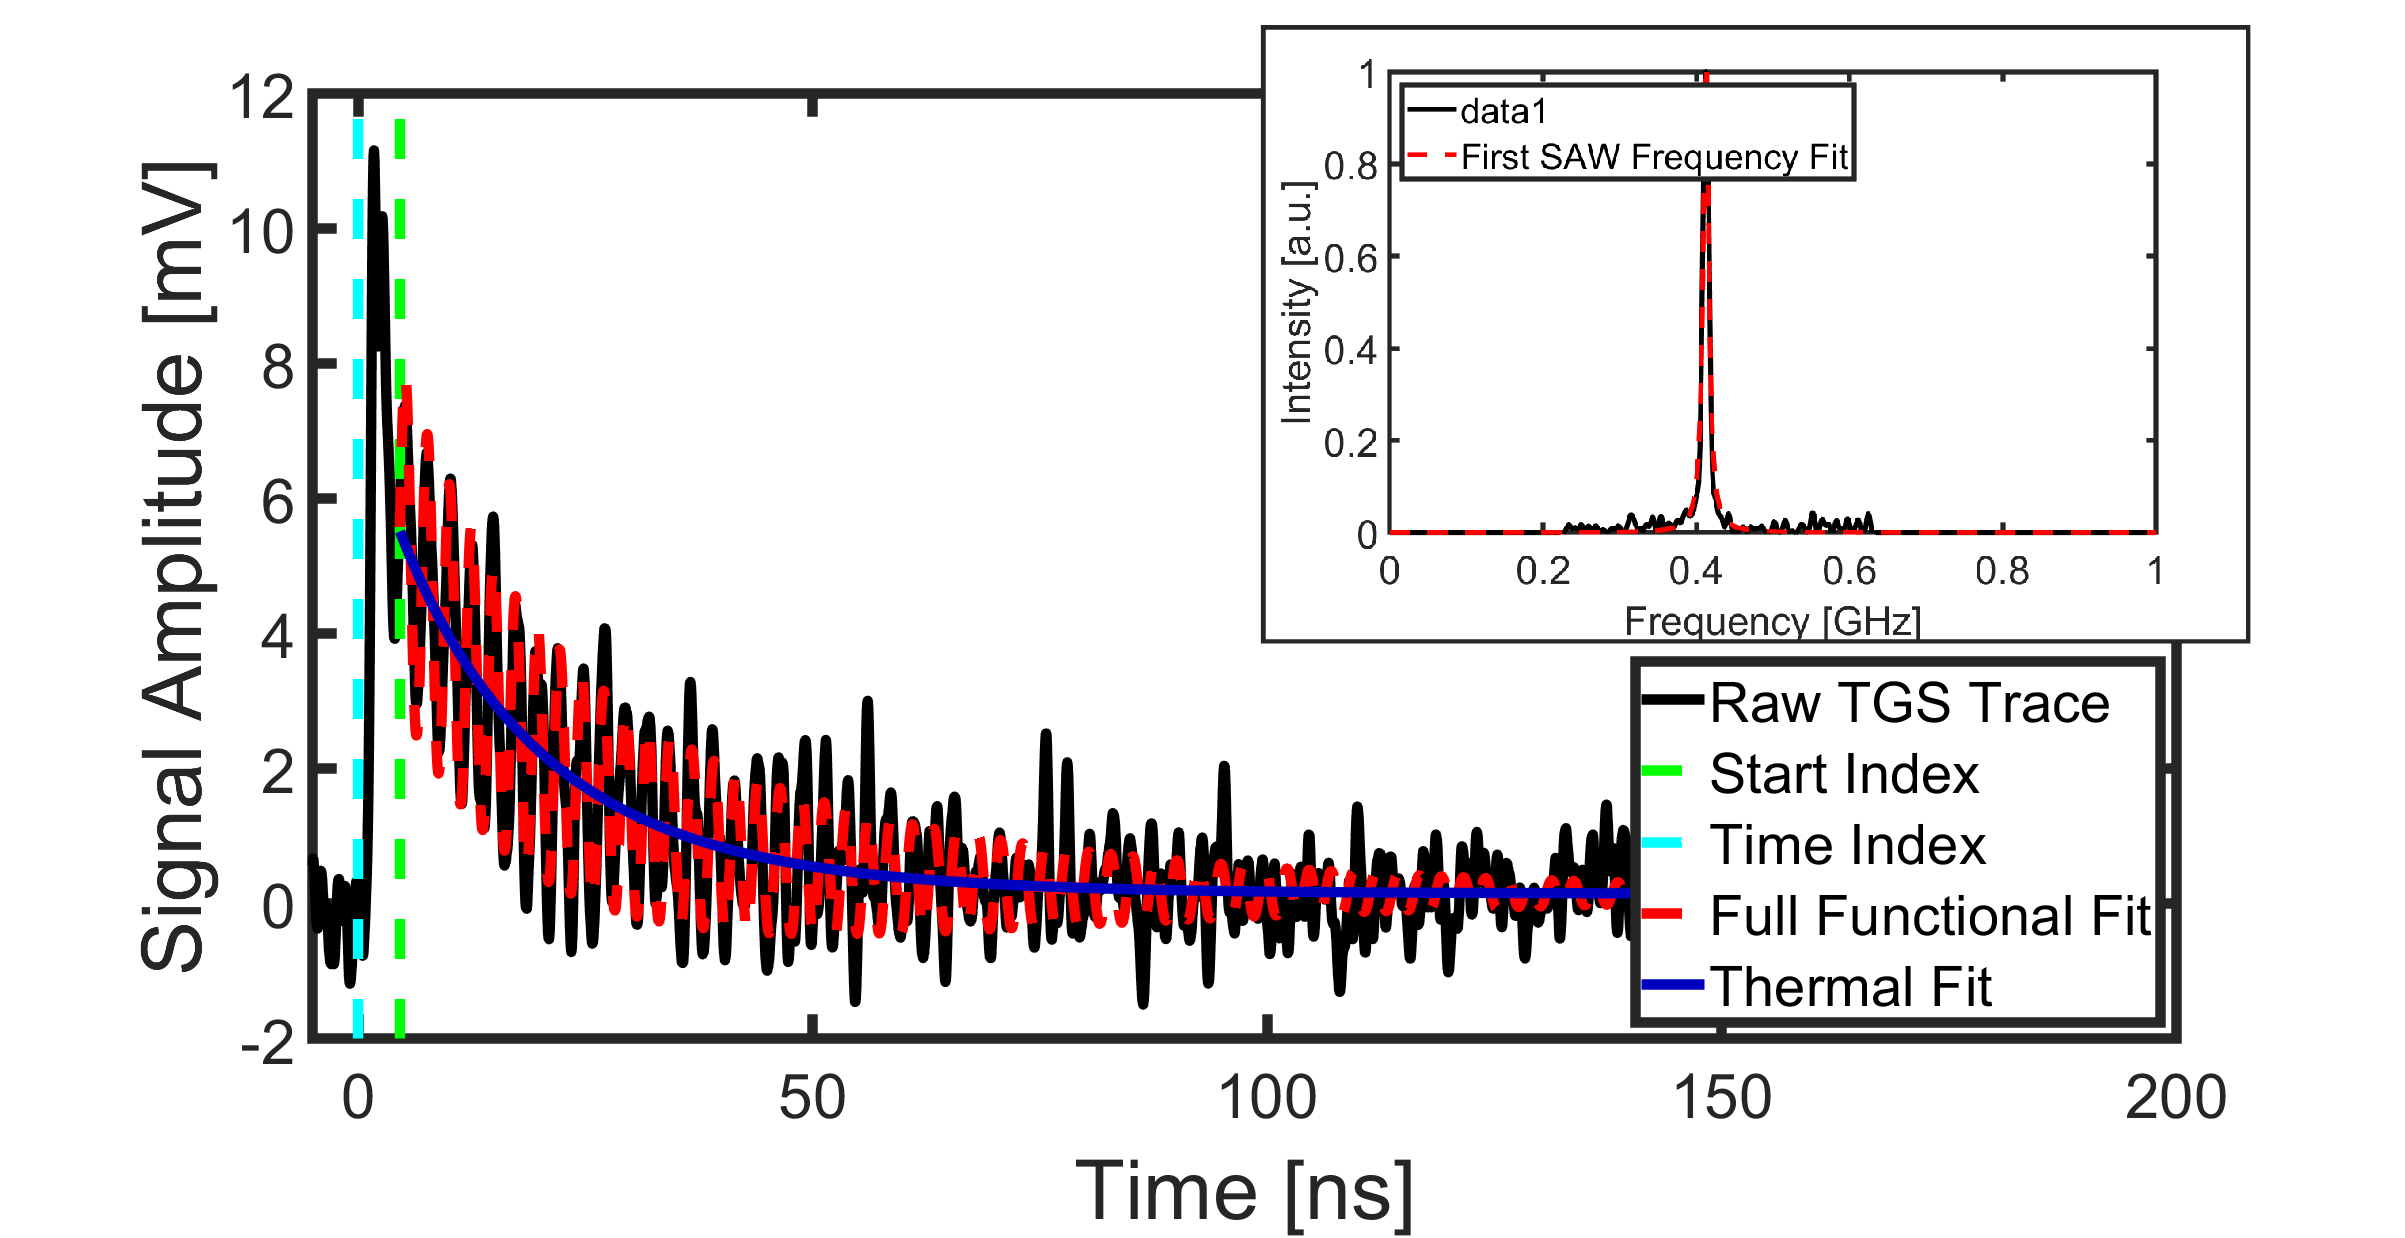 12
10
8
6
4
2
0
-2
Signal Amplitude [mV]
0
50
100
150
200
Time [ns]
1
0.8
0.6
0.4
0.2
0
Intensity [a.u.]
data1
First SAW Frequency Fit
0
0.2
0.4
0.6
0.8
1
Frequency [GHz]
Raw TGS Trace
Start Index
Time Index
Full Functional Fit
Thermal Fit